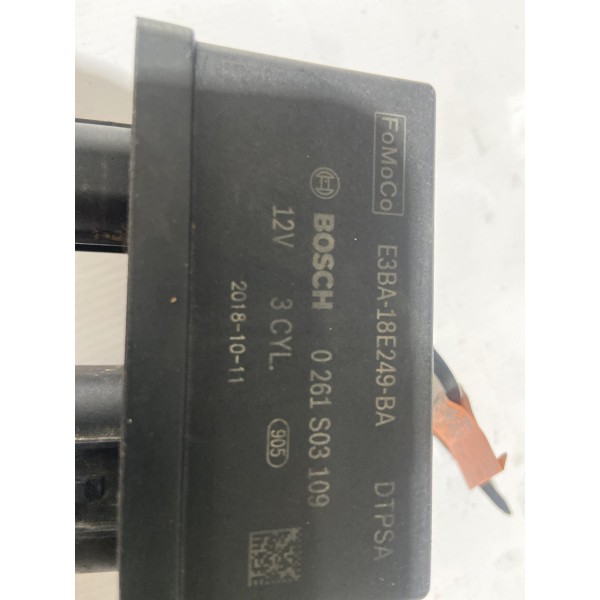 FoMoCo E3BA-18E249-BA DTPSA
BOSCH 0 261 S03 109
12V 3 CYL. 905
2018-10-11